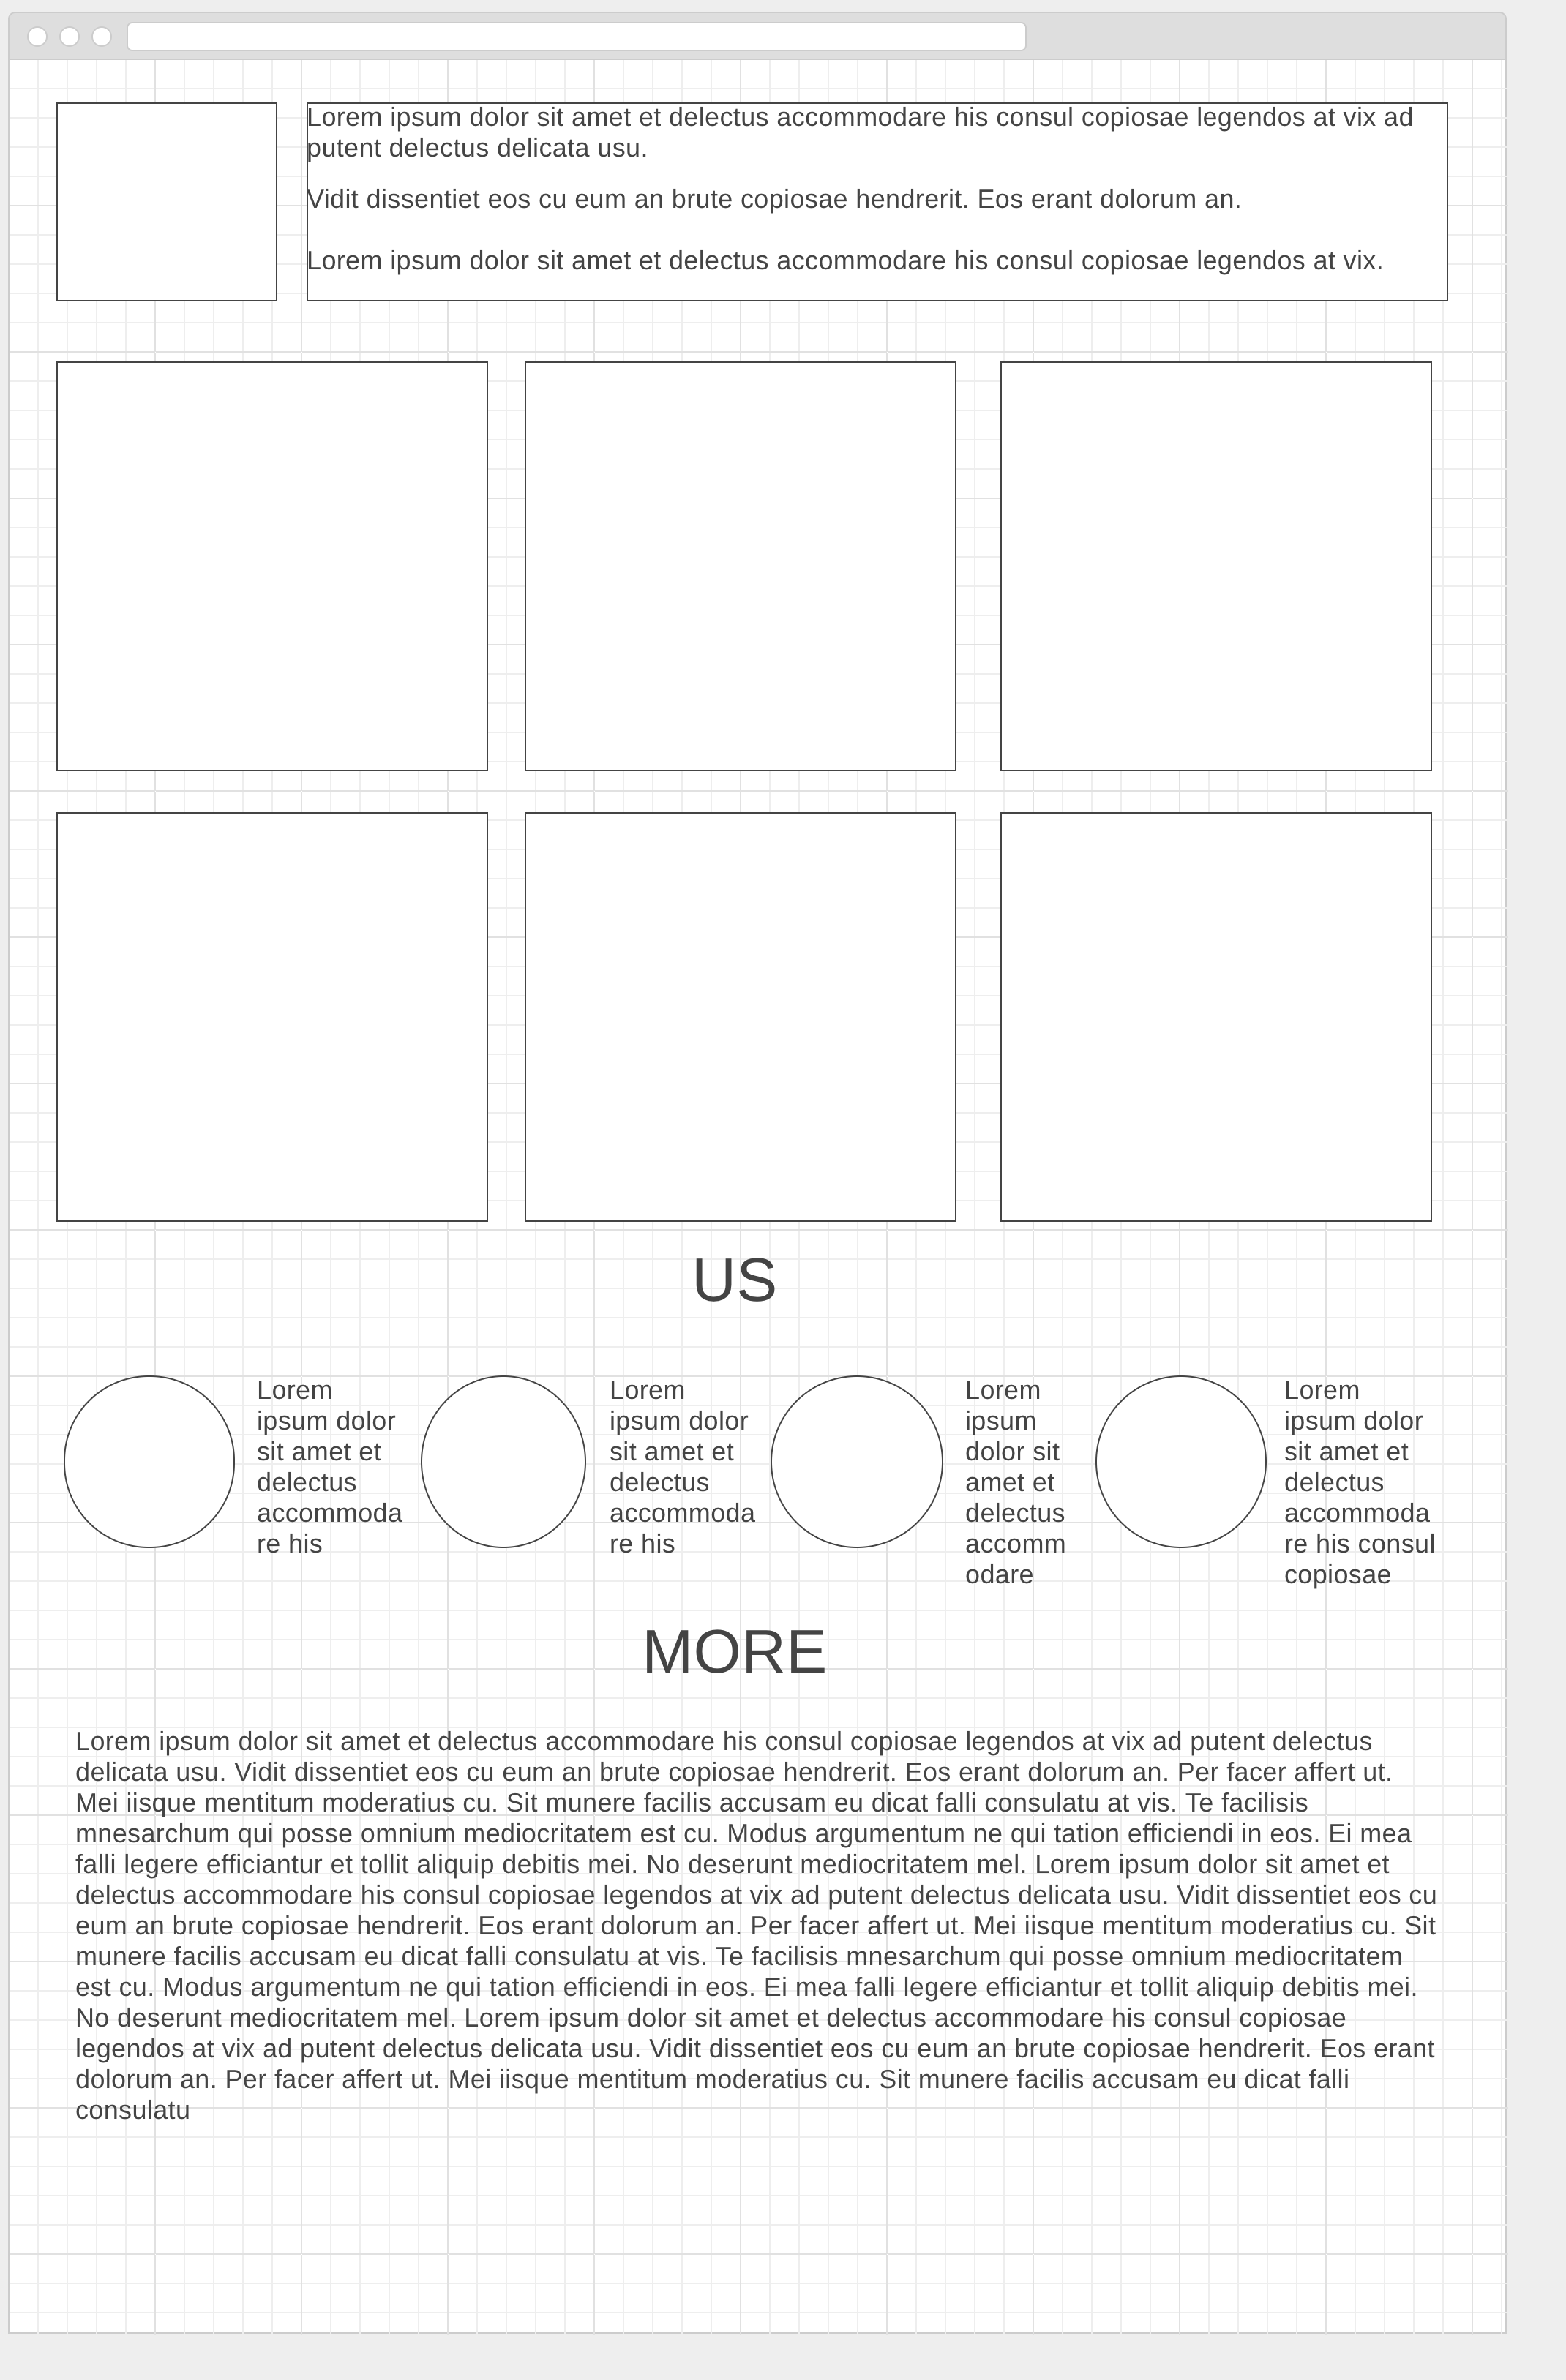 Lorem ipsum dolor sit amet et delectus accommodare his consul copiosae legendos at vix ad
putent delectus delicata usu.
Vidit dissentiet eos cu eum an brute copiosae hendrerit. Eos erant dolorum an.
Lorem ipsum dolor sit amet et delectus accommodare his consul copiosae legendos at vix.
US
Lorem
ipsum dolor
sit amet et
delectus
accommoda
re his
Lorem
ipsum dolor
sit amet et
delectus
accommoda
re his
Lorem
ipsum
dolor sit
amet et
delectus
accomm
odare
Lorem
ipsum dolor
sit amet et
delectus
accommoda
re his consul
copiosae
MORE
Lorem ipsum dolor sit amet et delectus accommodare his consul copiosae legendos at vix ad putent delectus
delicata usu. Vidit dissentiet eos cu eum an brute copiosae hendrerit. Eos erant dolorum an. Per facer affert ut.
Mei iisque mentitum moderatius cu. Sit munere facilis accusam eu dicat falli consulatu at vis. Te facilisis
mnesarchum qui posse omnium mediocritatem est cu. Modus argumentum ne qui tation efficiendi in eos. Ei mea
falli legere efficiantur et tollit aliquip debitis mei. No deserunt mediocritatem mel. Lorem ipsum dolor sit amet et
delectus accommodare his consul copiosae legendos at vix ad putent delectus delicata usu. Vidit dissentiet eos cu
eum an brute copiosae hendrerit. Eos erant dolorum an. Per facer affert ut. Mei iisque mentitum moderatius cu. Sit
munere facilis accusam eu dicat falli consulatu at vis. Te facilisis mnesarchum qui posse omnium mediocritatem
est cu. Modus argumentum ne qui tation efficiendi in eos. Ei mea falli legere efficiantur et tollit aliquip debitis mei.
No deserunt mediocritatem mel. Lorem ipsum dolor sit amet et delectus accommodare his consul copiosae
legendos at vix ad putent delectus delicata usu. Vidit dissentiet eos cu eum an brute copiosae hendrerit. Eos erant
dolorum an. Per facer affert ut. Mei iisque mentitum moderatius cu. Sit munere facilis accusam eu dicat falli
consulatu